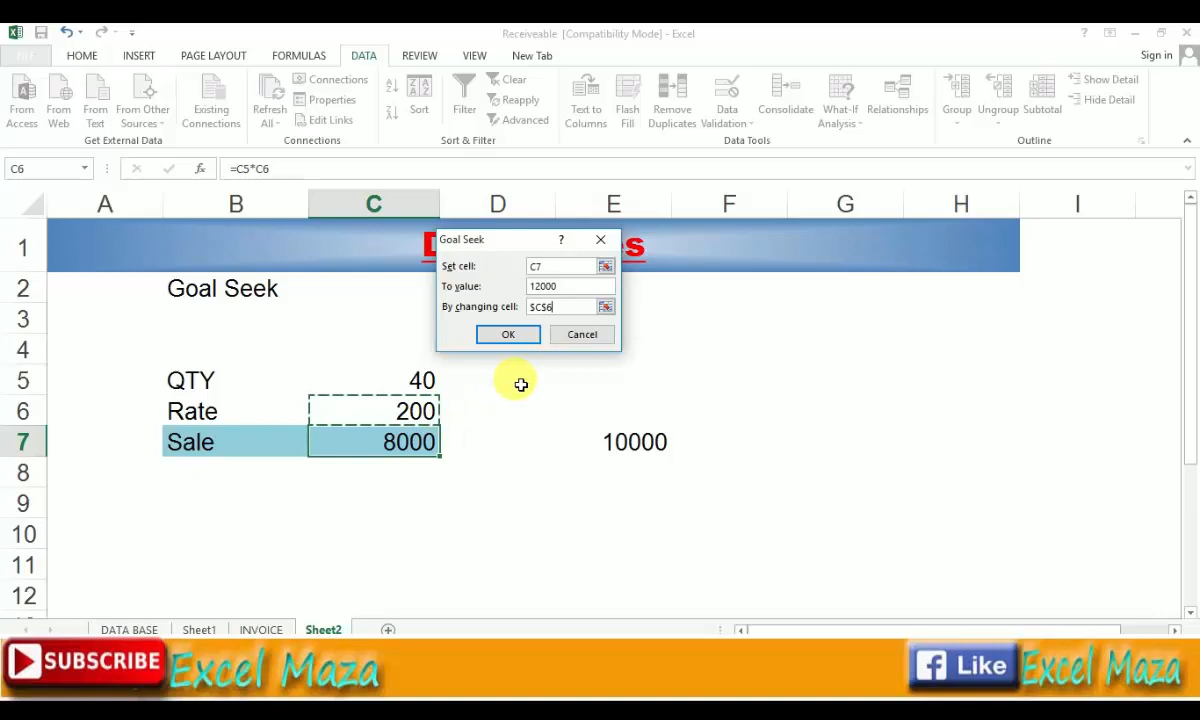 Receiveable [Compatibility Mode] - Excel
FILE HOME INSERT PAGE LAYOUT FORMULAS DATA REVIEW VIEW New Tab Sign in
From Access
From Web
From Text
From Other Sources
Existing Connections
Get External Data
Refresh All
Connections
Properties
Edit Links
Connections
Sort
Filter
Clear
Reapply
Advanced
Sort & Filter
Text to Columns
Flash Fill
Remove Duplicates
Data Validation
Consolidate
What-If Analysis
Relationships
Data Tools
Group
Ungroup
Subtotal
Show Detail
Hide Detail
Outline
C6 fx =C5*C6
A B C D E F G H I
1
2 Goal Seek
3
4
5 QTY 40
6 Rate 200
7 Sale 8000 10000
8
9
10
11
12
Goal Seek ?
Set cell: C7
To value: 12000
By changing cell: $C$6
OK Cancel
DATA BASE Sheet1 INVOICE Sheet2
SUBSCRIBE Excel Maza
f Like Excel Maza